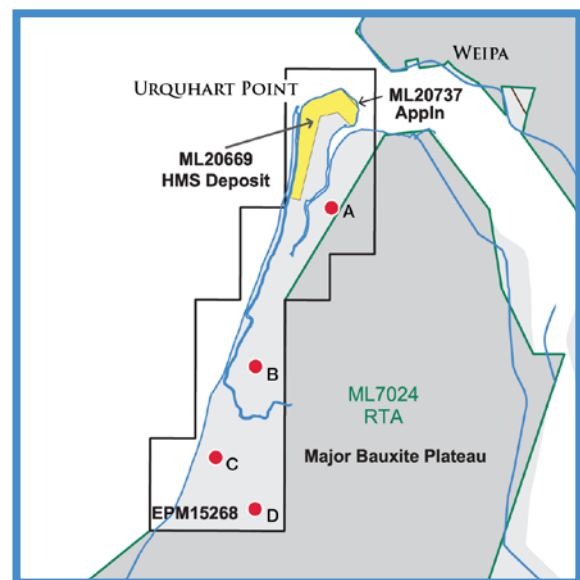 WEIPA
URQUHART POINT
ML20737
Appln
ML20669
HMS Deposit
A
B
ML7024
RTA
Major Bauxite Plateau
C
EPM15268
D